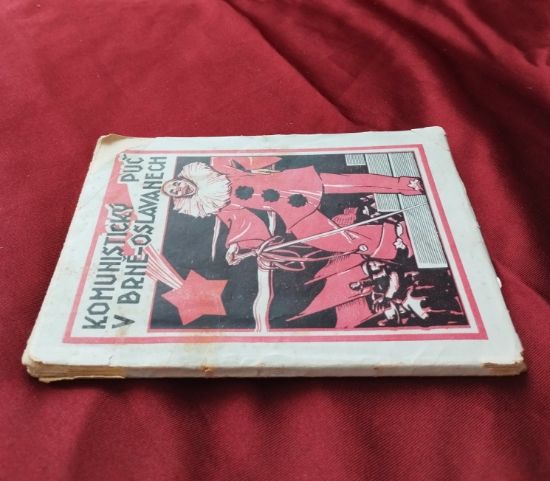 KOMUNISTICKÝ PUČ
V BRNĚ-OSLAVANECH